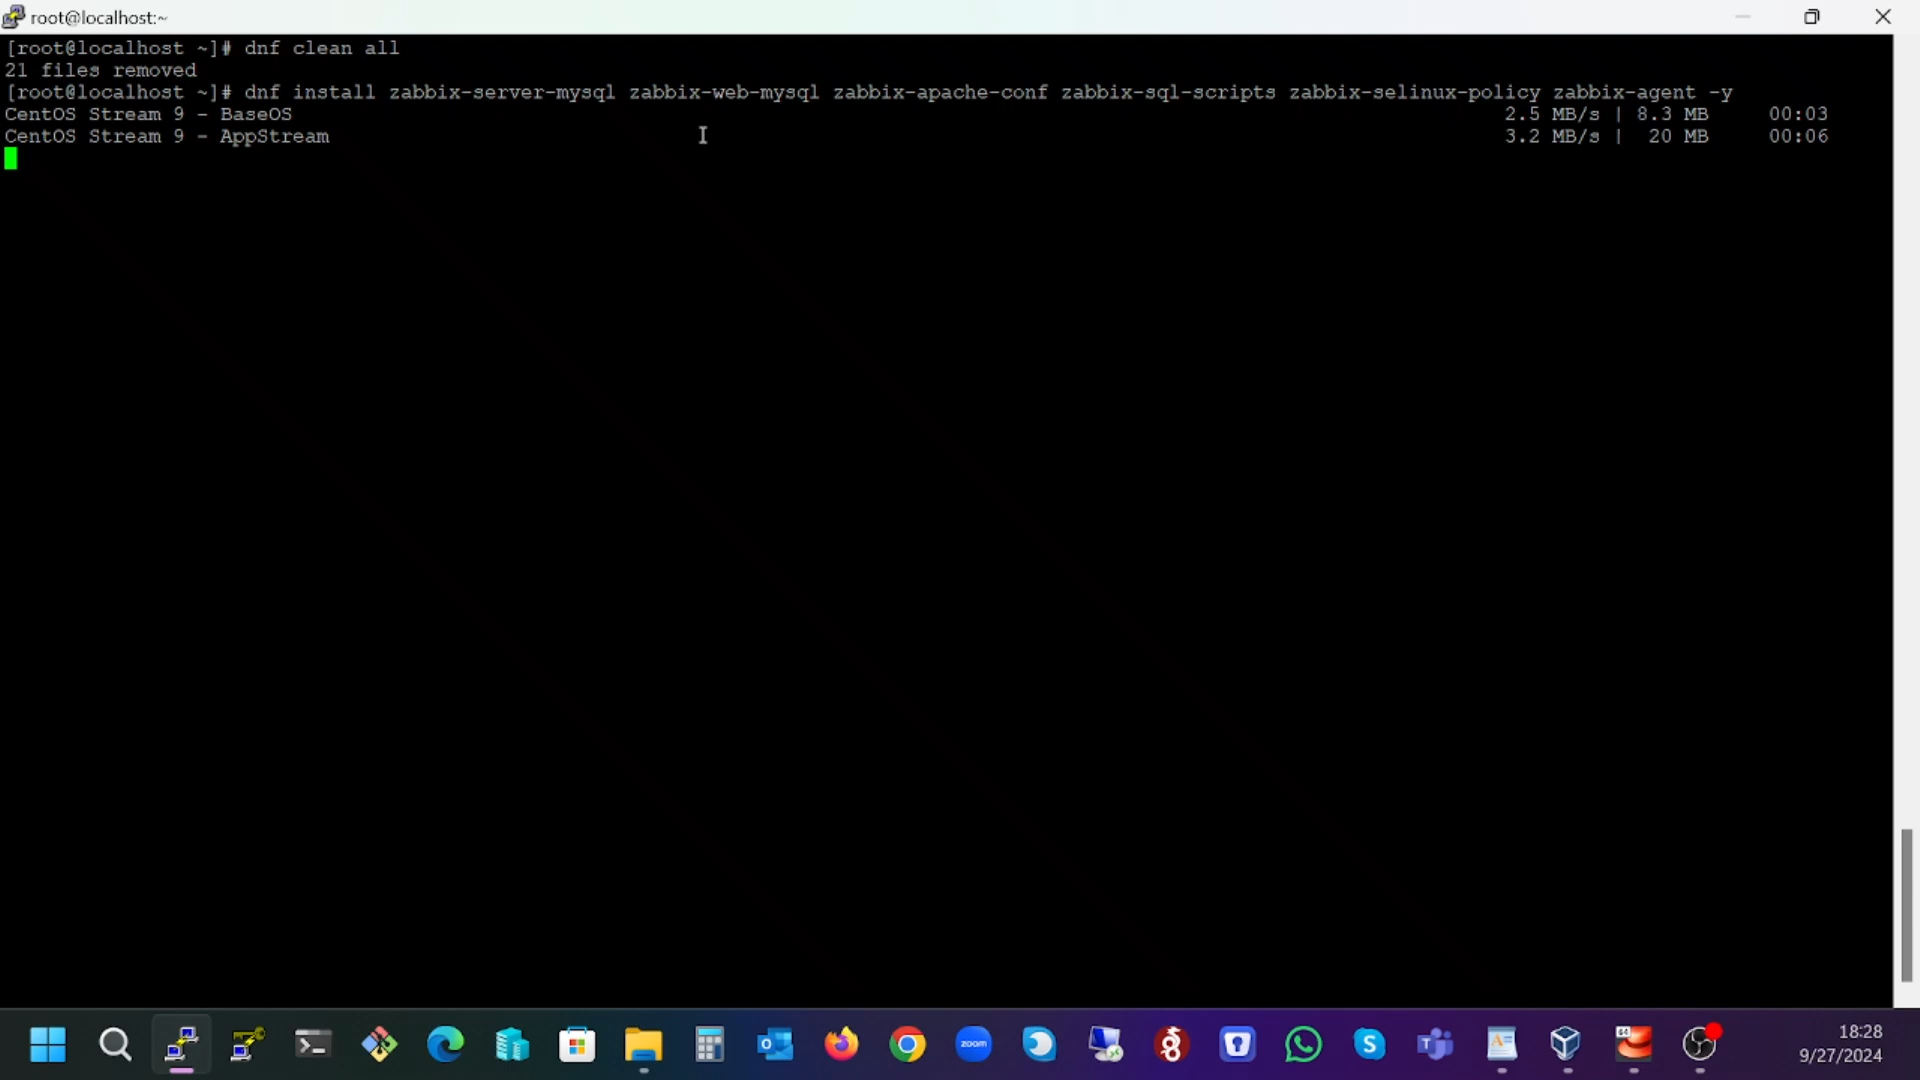 root@localhost:~
[root@localhost ~]# dnf clean all
21 files removed
[root@localhost ~]# dnf install zabbix-server-mysql zabbix-web-mysql zabbix-apache-conf zabbix-sql-scripts zabbix-selinux-policy zabbix-agent -y
CentOS Stream 9 - BaseOS 2.5 MB/s | 8.3 MB 00:03
CentOS Stream 9 - AppStream 3.2 MB/s | 20 MB 00:06
zoom
18:28
9/27/2024